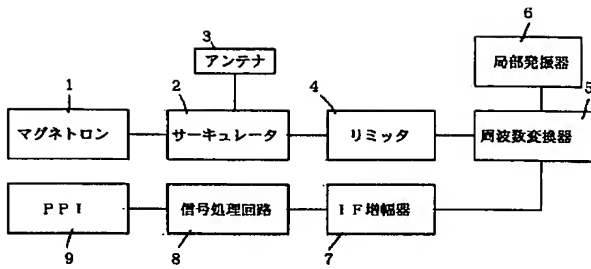 6
局部発振器
3
アンテナ
1
マグネトロン
2
サーキュレータ
4
リミッタ
5
周波数変換器
PPI
9
信号処理回路
8
IF増幅器
7